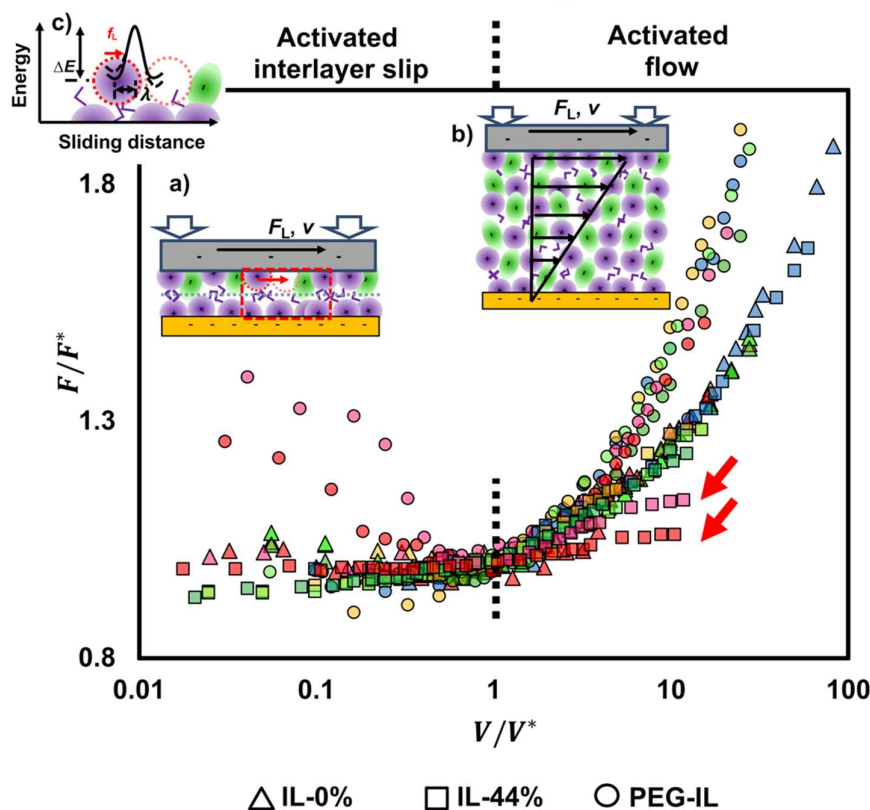 c)
f_L
ΔE
λ
Energy
Sliding distance
Activated
interlayer slip
Activated
flow
a)
F_L, v
b)
F_L, v
1.8
1.3
0.8
F/F*
0.01
0.1
1
10
100
V/V*
△ IL-0%
□ IL-44%
○ PEG-IL